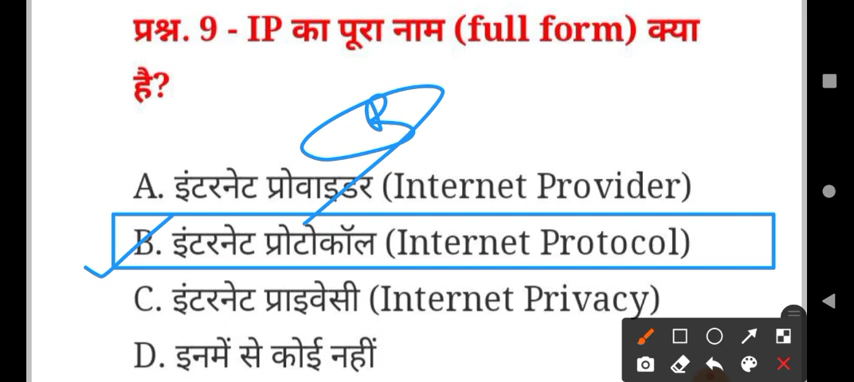 प्रश्न. 9 - IP का पूरा नाम (full form) क्या
है?
B
A. इंटरनेट प्रोवाइडर (Internet Provider)
B. इंटरनेट प्रोटोकॉल (Internet Protocol)
C. इंटरनेट प्राइवेसी (Internet Privacy)
D. इनमें से कोई नहीं